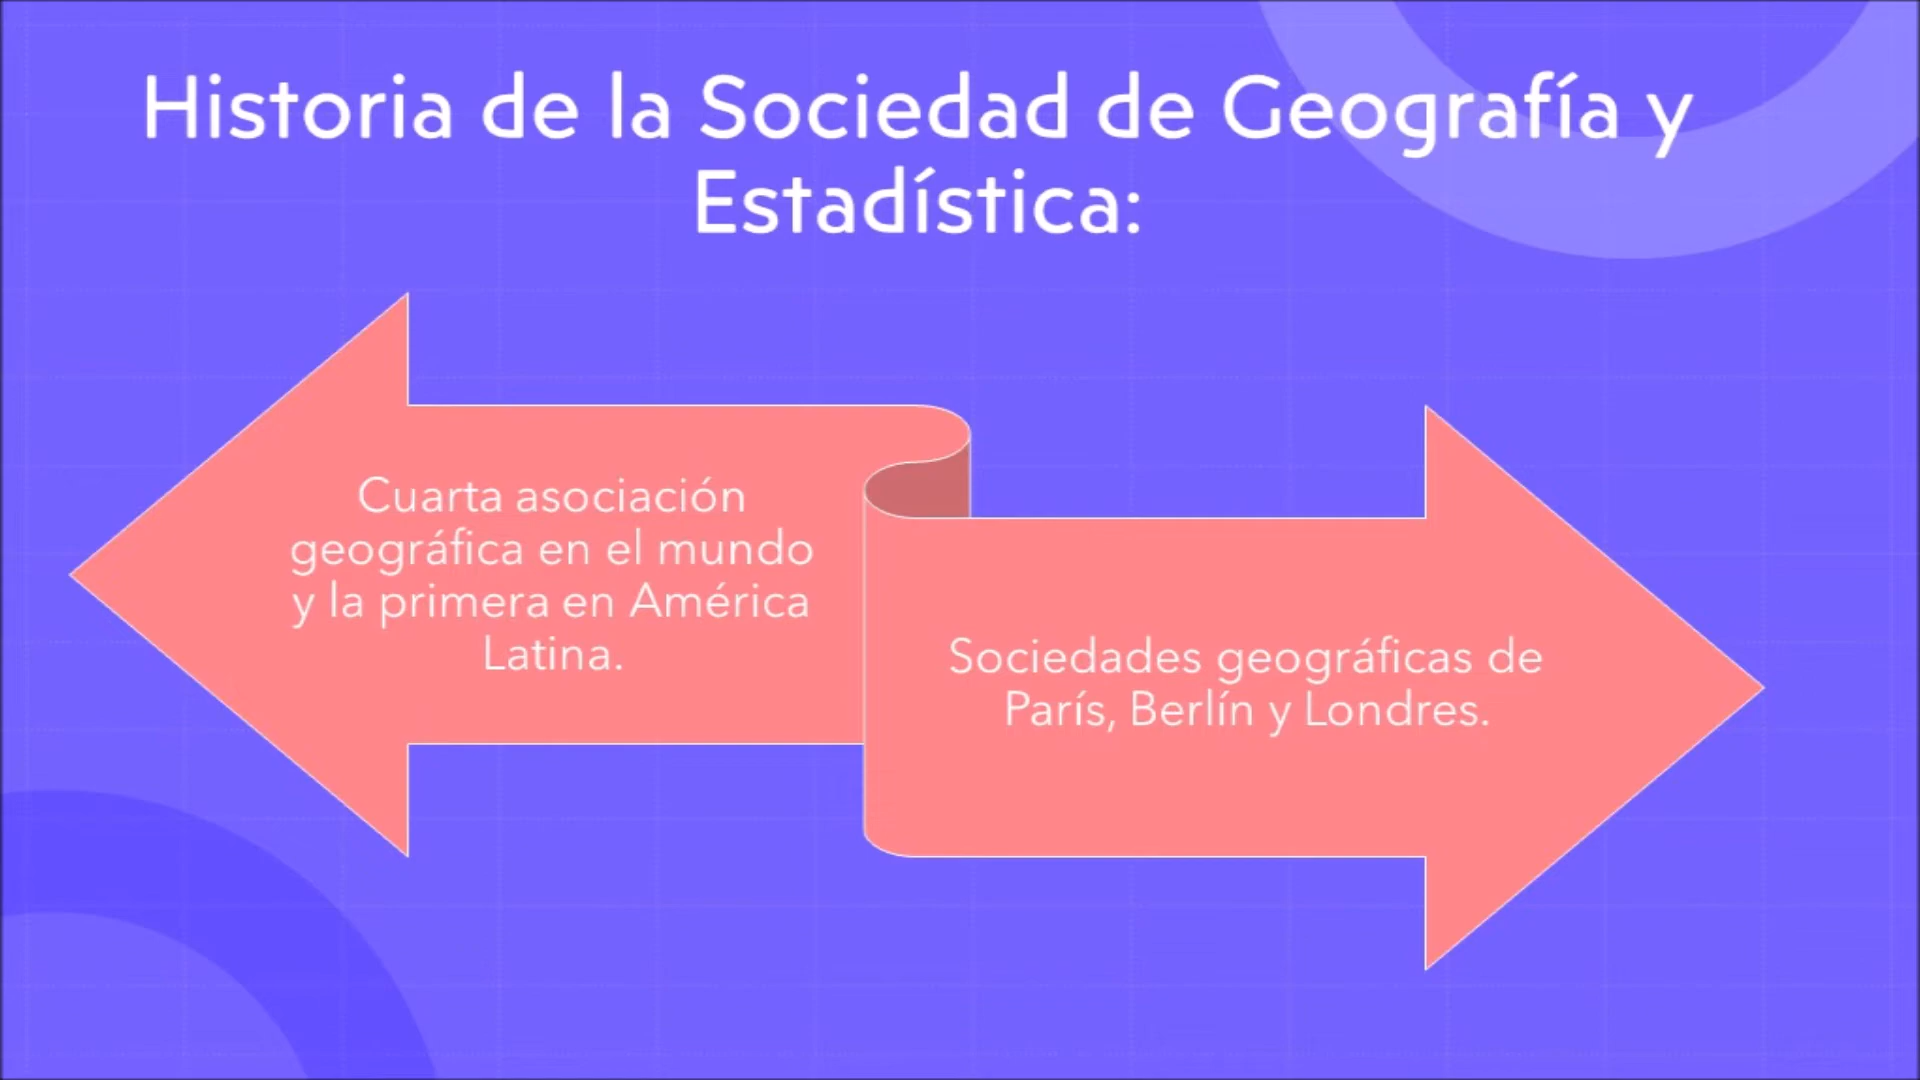 Historia de la Sociedad de Geografía y
Estadística:
Cuarta asociación
geográfica en el mundo
y la primera en América
Latina.
Sociedades geográficas de
París, Berlín y Londres.